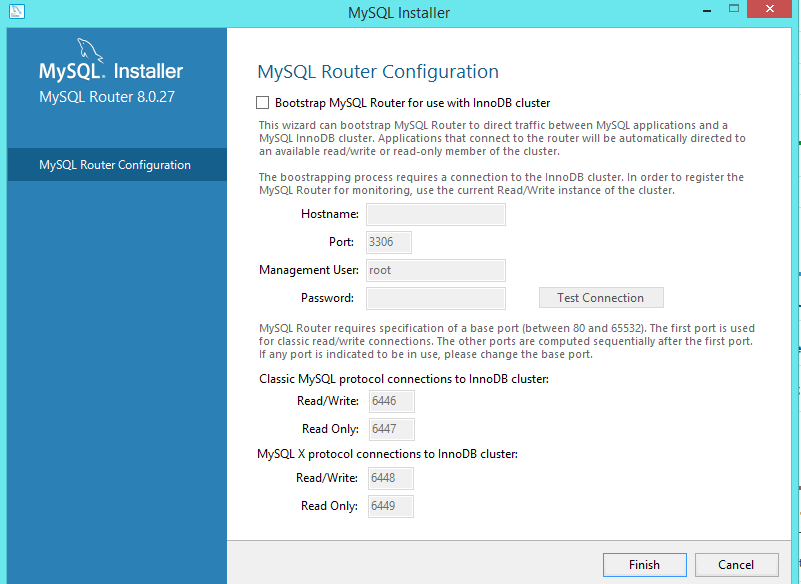 MySQL Installer
MySQL. Installer
MySQL Router 8.0.27
MySQL Router Configuration
MySQL Router Configuration
Bootstrap MySQL Router for use with InnoDB cluster
This wizard can bootstrap MySQL Router to direct traffic between MySQL applications and a
MySQL InnoDB cluster. Applications that connect to the router will be automatically directed to
an available read/write or read-only member of the cluster.
The boostrapping process requires a connection to the InnoDB cluster. In order to register the
MySQL Router for monitoring, use the current Read/Write instance of the cluster.
Hostname:
Port: 3306
Management User: root
Password: Test Connection
MySQL Router requires specification of a base port (between 80 and 65532). The first port is used
for classic read/write connections. The other ports are computed sequentially after the first port.
If any port is indicated to be in use, please change the base port.
Classic MySQL protocol connections to InnoDB cluster:
Read/Write: 6446
Read Only: 6447
MySQL X protocol connections to InnoDB cluster:
Read/Write: 6448
Read Only: 6449
Finish Cancel